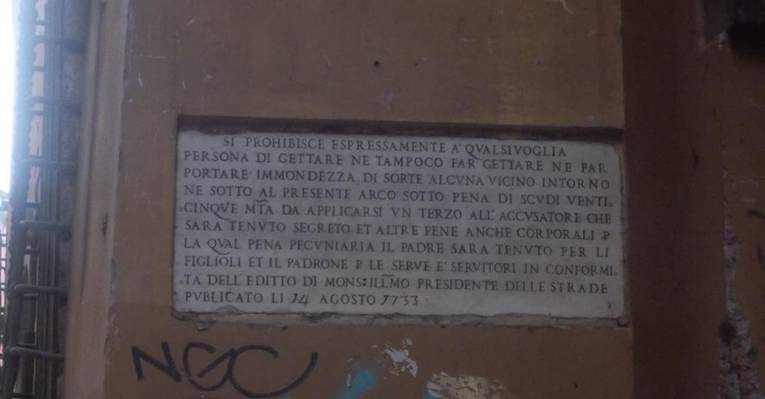 SI PROHIBISCE ESPRESSAMENTE A' QVALSIVOGLIA
PERSONA DI GETTARE NE TAMPOCO FAR GETTARE NE FAR
PORTARE IMMONDEZZA, DI SORTE ALCVNA VICINO INTORNO
NE SOTTO AL PRESENTE ARCO SOTTO PENA DI SCVDI VENTI-
CINQVE MTA DA APPLICARSI VN TERZO ALL' ACCVSATORE CHE
SARA TENVTO SEGRETO ET ALTRE PENE ANCHE CORPORALI P
LA QVAL PENA PECVNIARIA IL PADRE SARA TENVTO PER LI
FIGLIOLI ET IL PADRONE P LE SERVE E' SERVITORI IN CONFORMI-
TA DELL' EDITTO DI MONS: ILLMO PRESIDENTE DELLE STRADE
PVBLICATO LI 14 AGOSTO 1733
NGC